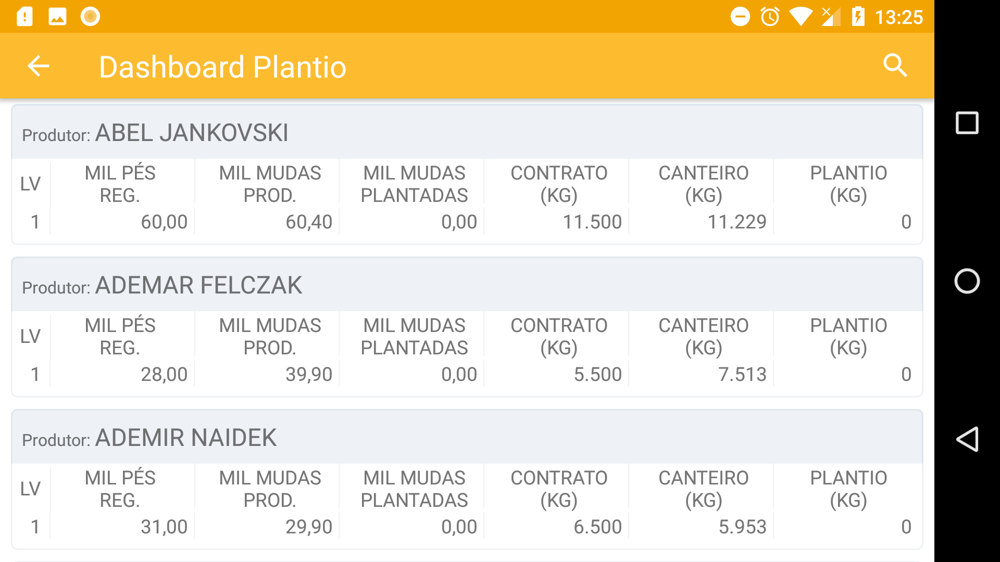 13:25
Dashboard Plantio
Produtor: ABEL JANKOVSKI
LV MIL PÉS REG. MIL MUDAS PROD. MIL MUDAS PLANTADAS CONTRATO (KG) CANTEIRO (KG) PLANTIO (KG)
1 60,00 60,40 0,00 11.500 11.229 0
Produtor: ADEMAR FELCZAK
LV MIL PÉS REG. MIL MUDAS PROD. MIL MUDAS PLANTADAS CONTRATO (KG) CANTEIRO (KG) PLANTIO (KG)
1 28,00 39,90 0,00 5.500 7.513 0
Produtor: ADEMIR NAIDEK
LV MIL PÉS REG. MIL MUDAS PROD. MIL MUDAS PLANTADAS CONTRATO (KG) CANTEIRO (KG) PLANTIO (KG)
1 31,00 29,90 0,00 6.500 5.953 0